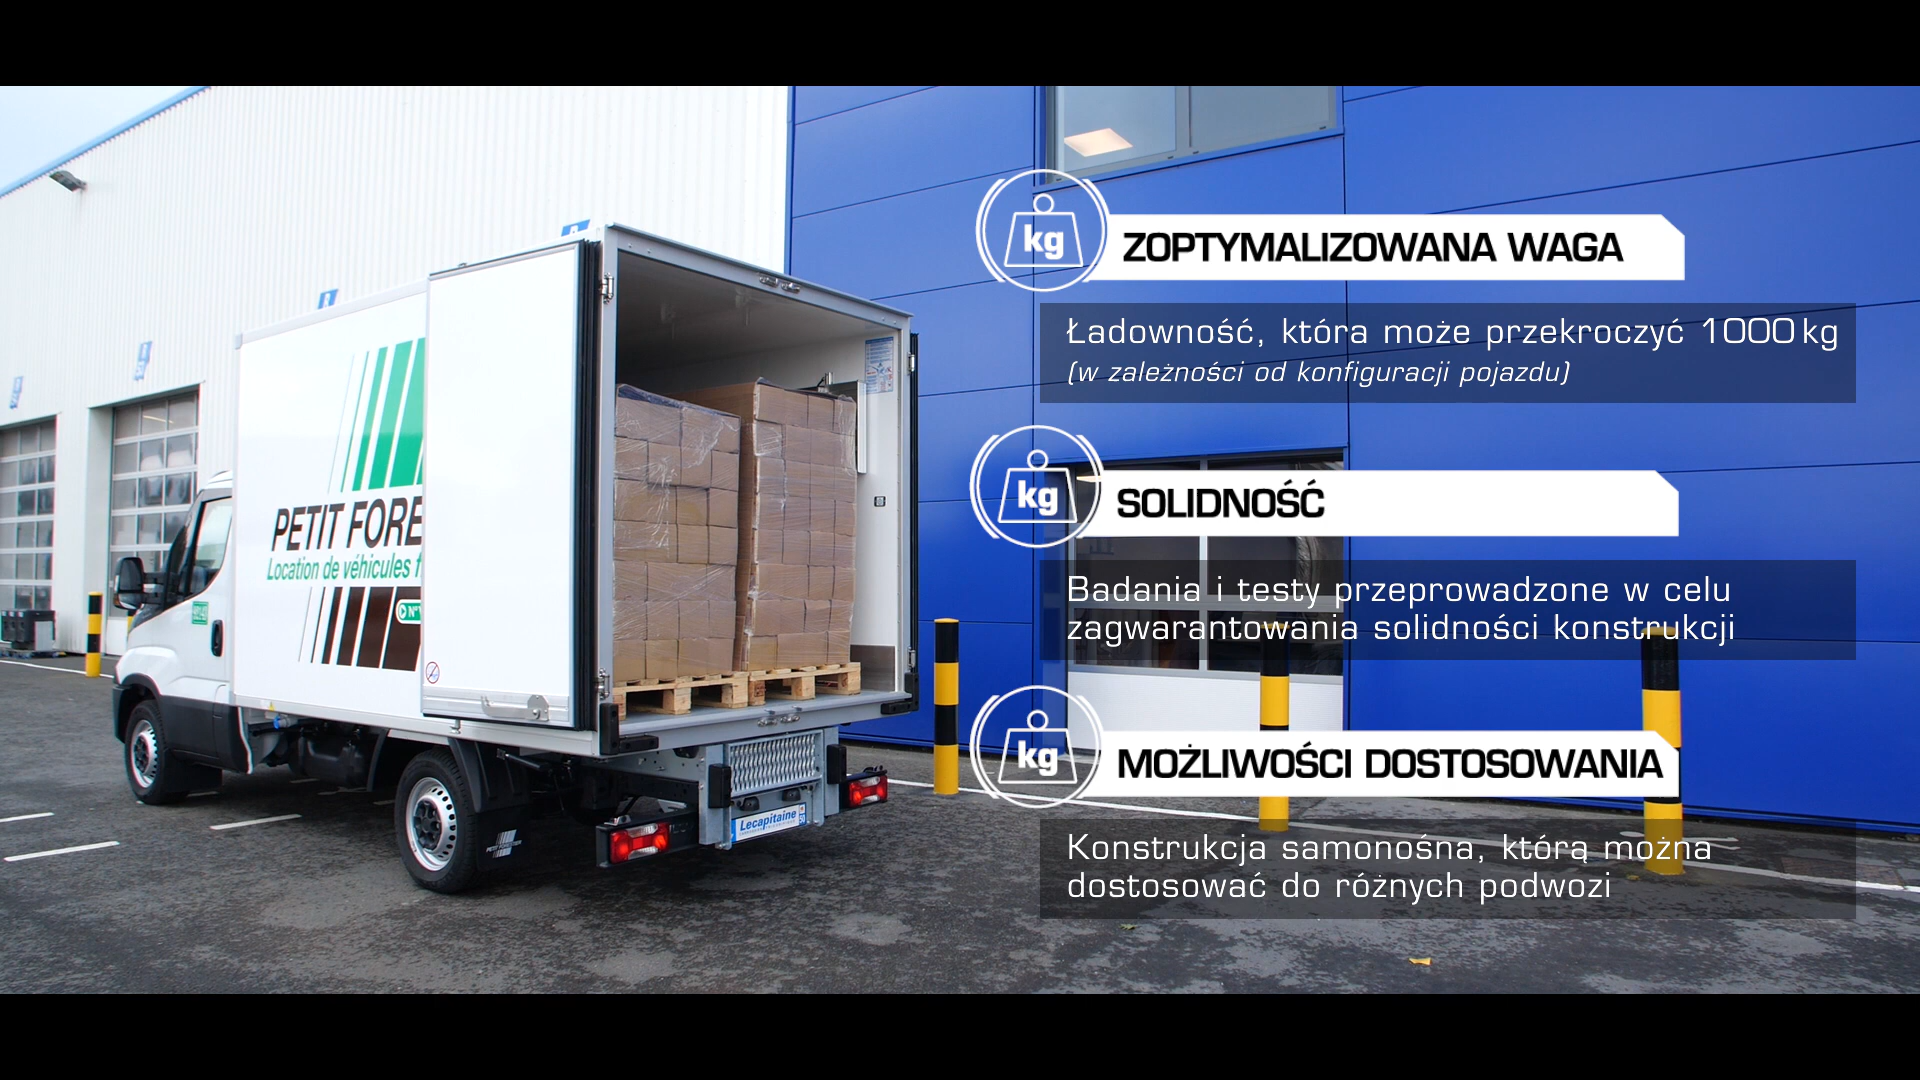 kg
ZOPTYMALIZOWANA WAGA
Ładowność, która może przekroczyć 1000 kg
(w zależności od konfiguracji pojazdu)
kg
SOLIDNOŚĆ
Badania i testy przeprowadzone w celu
zagwarantowania solidności konstrukcji
kg
MOŻLIWOŚCI DOSTOSOWANIA
Konstrukcja samonośna, którą można
dostosować do różnych podwozi
PETIT FORE
Location de véhicules f
Lecapitaine